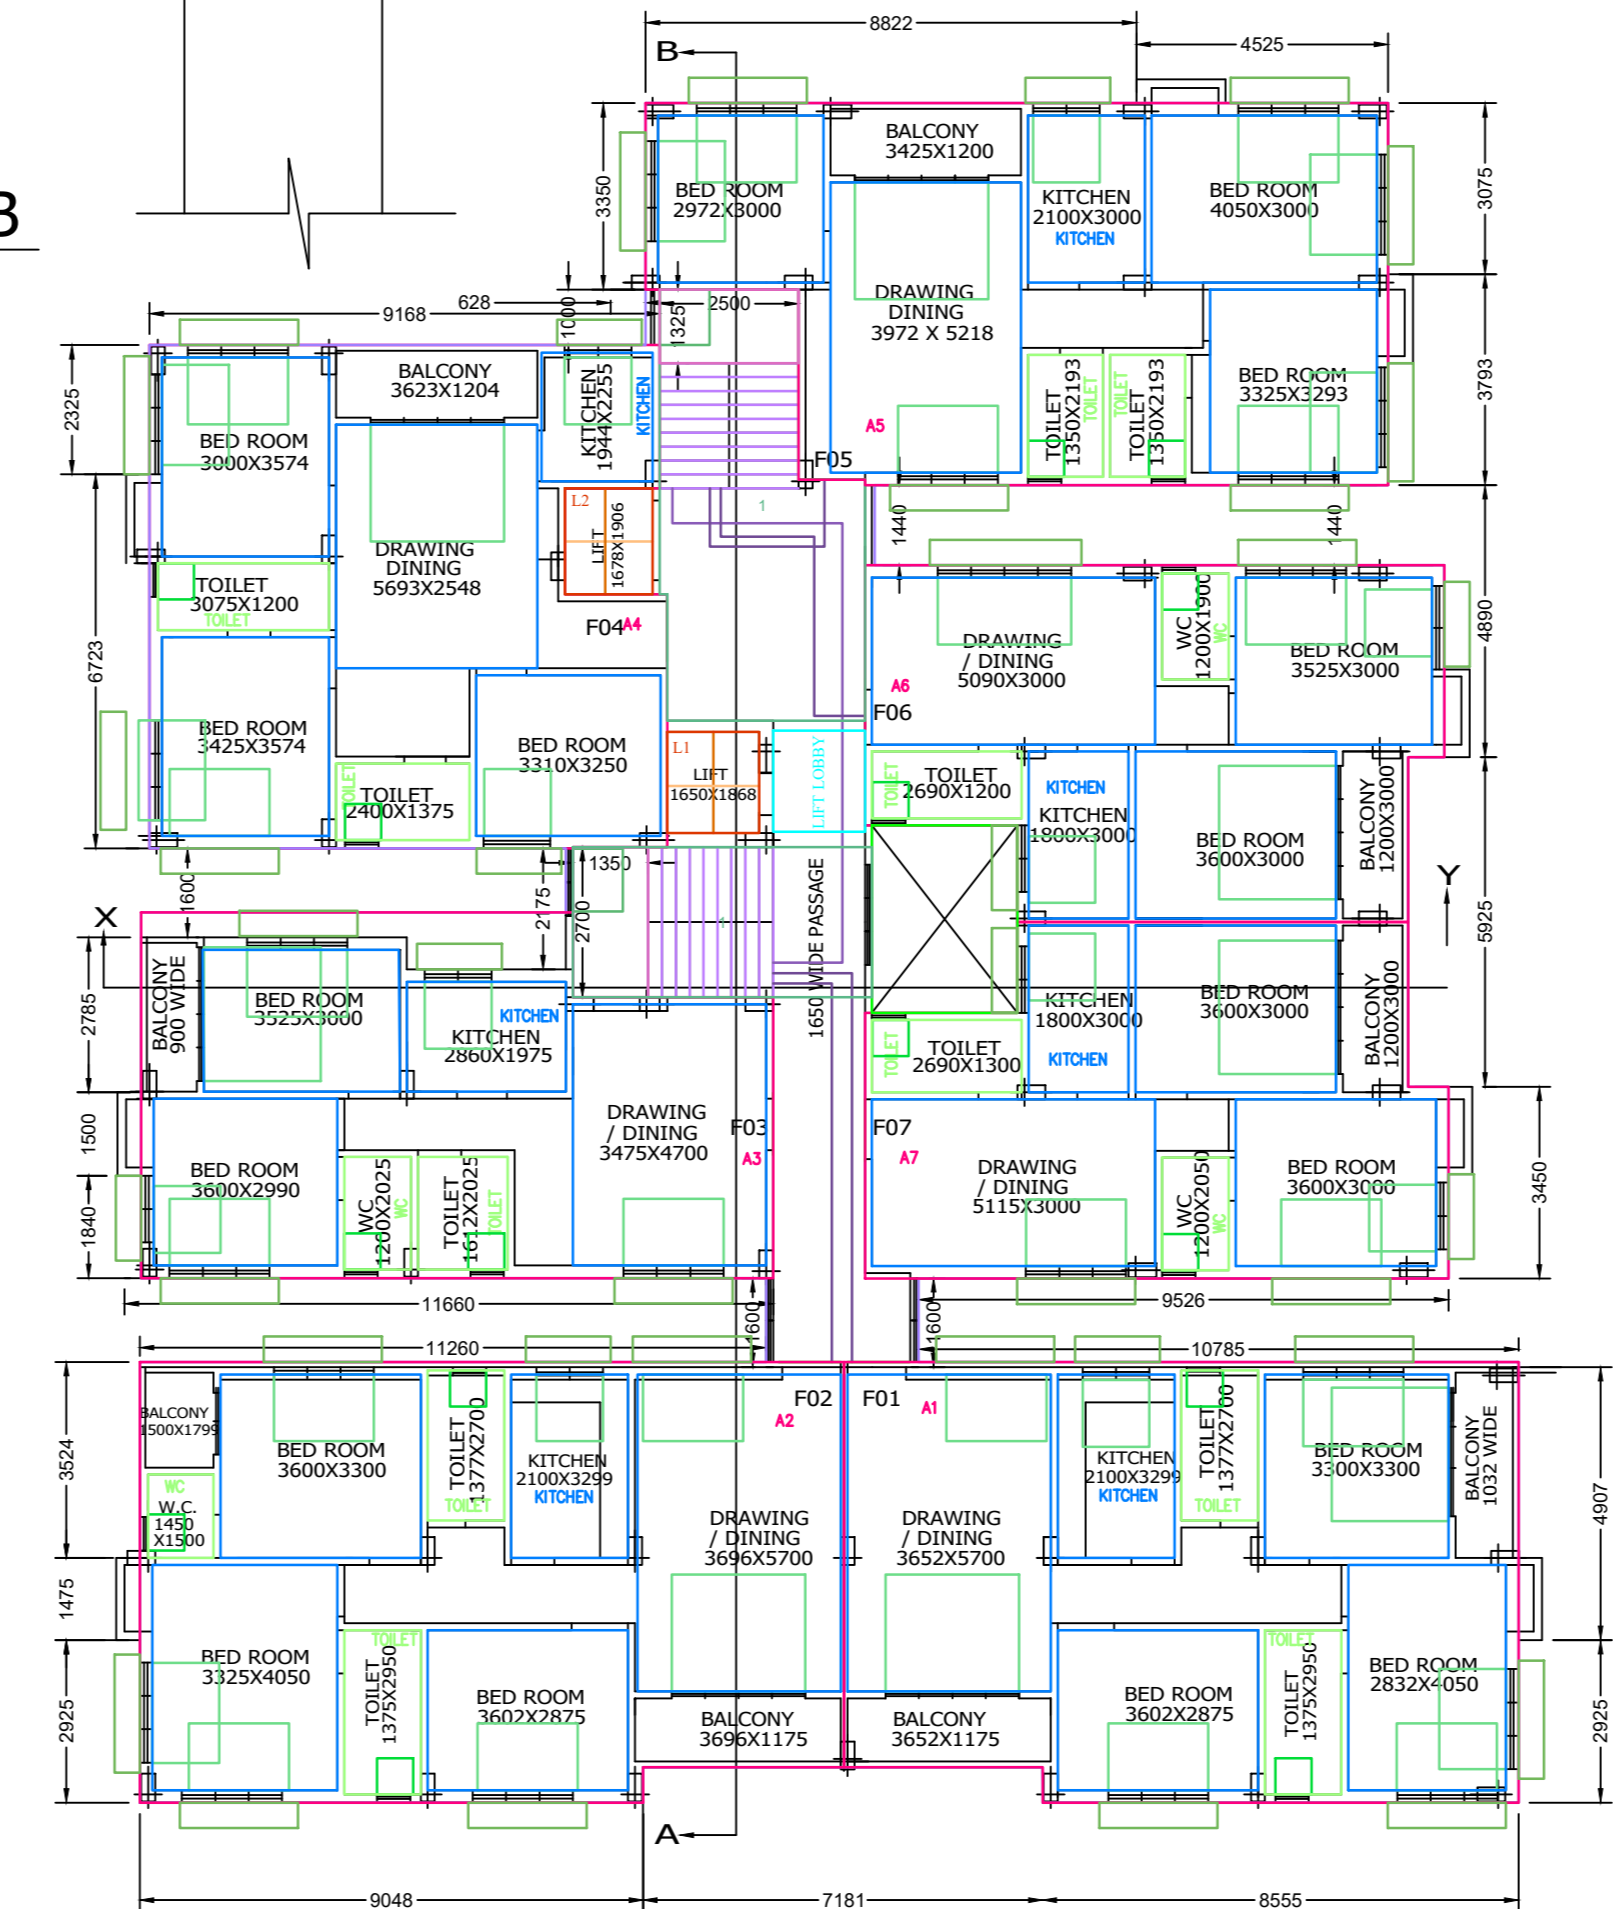 8822
B
4525
B
BALCONY
3425X1200
BED ROOM
2972X3000
KITCHEN
2100X3000
KITCHEN
BED ROOM
4050X3000
3350
3075
628
9168
1000
2500
1325
DRAWING
DINING
3972 X 5218
BALCONY
3623X1204
KITCHEN
1944X2255
KITCHEN
2325
BED ROOM
3000X3574
TOILET
1350X2193
TOILET
TOILET
TOILET
1350X2193
BED ROOM
3325X3293
3793
A5
F05
L2
LIFT
1678X1906
1
1440
1440
DRAWING
DINING
5693X2548
TOILET
3075X1200
TOILET
F04
A4
6723
DRAWING
/ DINING
5090X3000
WC
1200X1900
WC
BED ROOM
3525X3000
4890
A6
F06
BED ROOM
3425X3574
BED ROOM
3310X3250
TOILET
TOILET
2400X1375
L1
LIFT
1650X1868
LIFT LOBBY
TOILET
TOILET
2690X1200
KITCHEN
KITCHEN
1800X3000
BED ROOM
3600X3000
BALCONY
1200X3000
1600
2175
1350
2700
1
1650 WIDE PASSAGE
X
Y
5925
BALCONY
900 WIDE
BED ROOM
3525X3000
KITCHEN
KITCHEN
2860X1975
2785
KITCHEN
1800X3000
KITCHEN
BED ROOM
3600X3000
BALCONY
1200X3000
TOILET
TOILET
2690X1300
1500
DRAWING
/ DINING
3475X4700
F03
A3
F07
A7
BED ROOM
3600X2990
WC
1200X2025
WC
TOILET
1612X2025
TOILET
1840
DRAWING
/ DINING
5115X3000
WC
1200X2050
WC
BED ROOM
3600X3000
3450
11660
1600
1600
9526
11260
10785
BALCONY
1500X1799
BED ROOM
3600X3300
TOILET
1377X2700
TOILET
KITCHEN
2100X3299
KITCHEN
F02
A2
F01
A1
KITCHEN
2100X3299
KITCHEN
TOILET
1377X2700
TOILET
BED ROOM
3300X3300
BALCONY
1032 WIDE
3524
4907
WC
W.C.
1450
X1500
DRAWING
/ DINING
3696X5700
DRAWING
/ DINING
3652X5700
1475
BED ROOM
3325X4050
TOILET
TOILET
1375X2950
BED ROOM
3602X2875
BALCONY
3696X1175
BALCONY
3652X1175
BED ROOM
3602X2875
TOILET
TOILET
1375X2950
BED ROOM
2832X4050
2925
2925
A
9048
7181
8555